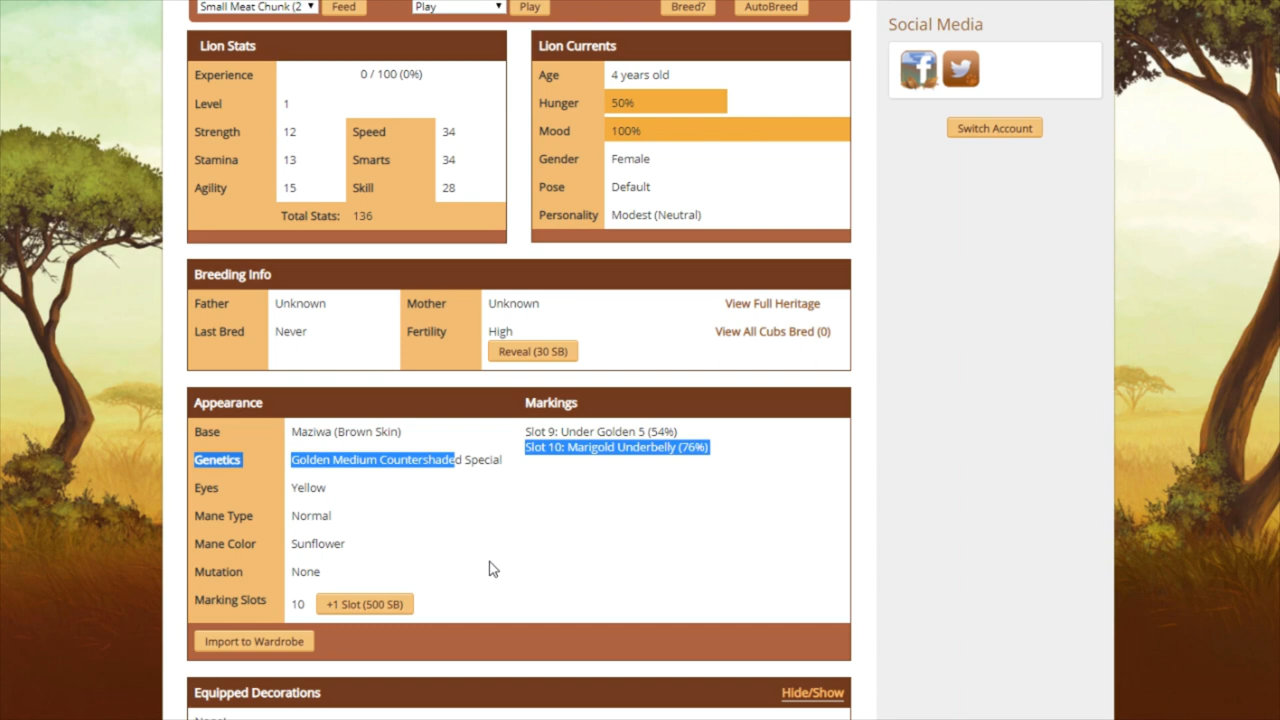 Small Meat Chunk (2 Feed Play Play Breed? AutoBreed
Social Media
Lion Stats
Experience 0 / 100 (0%)
Level 1
Strength 12 Speed 34
Stamina 13 Smarts 34
Agility 15 Skill 28
Total Stats: 136
Lion Currents
Age 4 years old
Hunger 50%
Mood 100%
Gender Female
Pose Default
Personality Modest (Neutral)
Switch Account
Breeding Info
Father Unknown Mother Unknown View Full Heritage
Last Bred Never Fertility High View All Cubs Bred (0)
Reveal (30 SB)
Appearance Markings
Base Maziwa (Brown Skin) Slot 9: Under Golden 5 (54%)
Slot 10: Marigold Underbelly (76%)
Genetics Golden Medium Countershaded Special
Eyes Yellow
Mane Type Normal
Mane Color Sunflower
Mutation None
Marking Slots 10 +1 Slot (500 SB)
Import to Wardrobe
Equipped Decorations Hide/Show